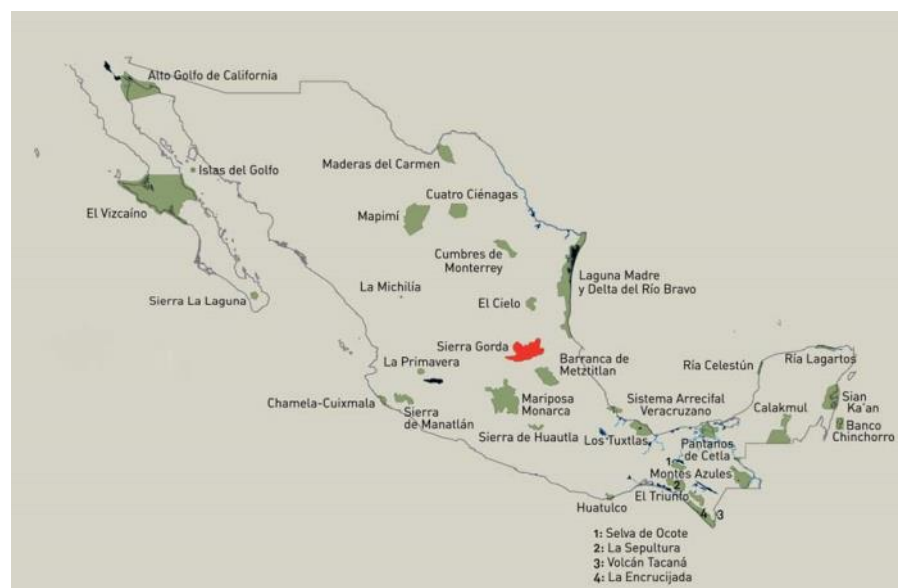 Alto Golfo de California
Maderas del Carmen
Islas del Golfo
Cuatro Ciénagas
El Vizcaíno
Mapimí
Cumbres de
Monterrey
Laguna Madre
y Delta del Río Bravo
La Michilía
Sierra La Laguna
El Cielo
Sierra Gorda
La Primavera
Barranca de
Metztitlan
Ría Celestún
Ría Lagartos
Chamela-Cuixmala
Sierra
de Manatlán
Mariposa
Monarca
Sistema Arrecifal
Veracruzano
Calakmul
Sian
Ka'an
Banco
Chinchorro
Sierra de Huautla
Los Tuxtlas
Pantanos
de Cetla
1
Montes Azules
2
El Triunfo
Huatulco
4
3
1: Selva de Ocote
2: La Sepultura
3: Volcán Tacaná
4: La Encrucijada